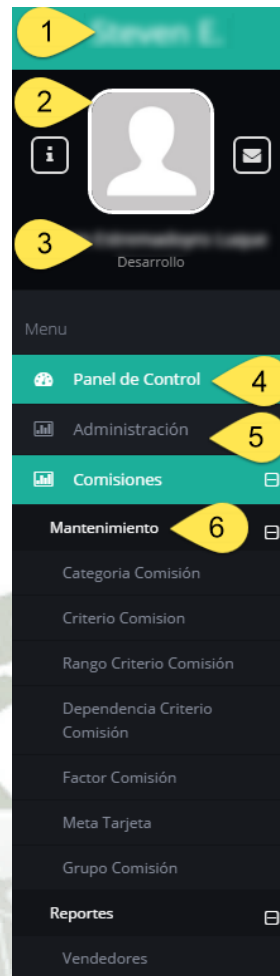 1
2
i
3
Desarrollo
Menu
Panel de Control
4
Administración
5
Comisiones
Mantenimiento
6
Categoria Comisión
Criterio Comision
Rango Criterio Comisión
Dependencia Criterio
Comisión
Factor Comisión
Meta Tarjeta
Grupo Comisión
Reportes
Vendedores